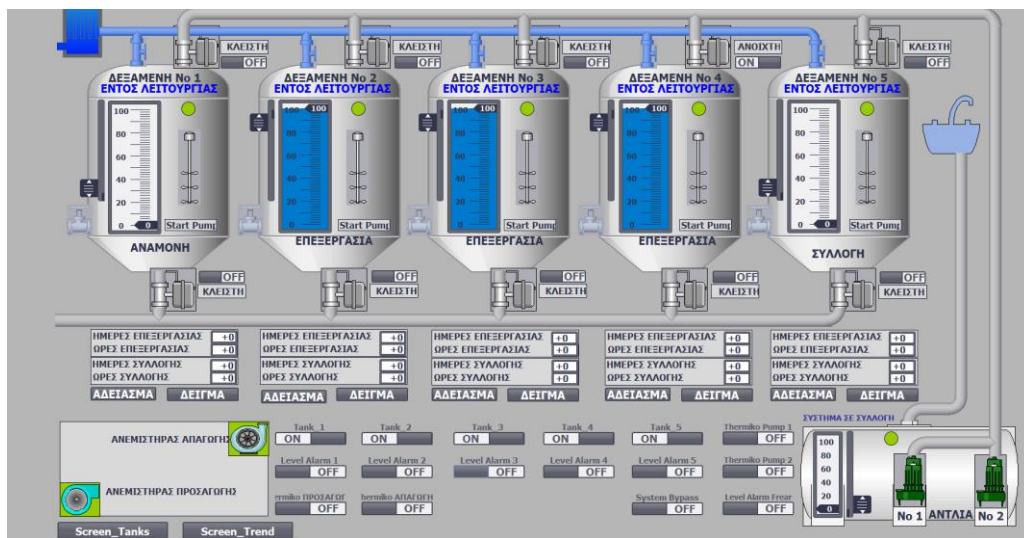 ΚΛΕΙΣΤΗ ΚΛΕΙΣΤΗ ΚΛΕΙΣΤΗ ΑΝΟΙΧΤΗ ΚΛΕΙΣΤΗ
OFF OFF OFF ON OFF
ΔΕΞΑΜΕΝΗ No 1 ΔΕΞΑΜΕΝΗ No 2 ΔΕΞΑΜΕΝΗ No 3 ΔΕΞΑΜΕΝΗ No 4 ΔΕΞΑΜΕΝΗ No 5
ΕΝΤΟΣ ΛΕΙΤΟΥΡΓΙΑΣ ΕΝΤΟΣ ΛΕΙΤΟΥΡΓΙΑΣ ΕΝΤΟΣ ΛΕΙΤΟΥΡΓΙΑΣ ΕΝΤΟΣ ΛΕΙΤΟΥΡΓΙΑΣ ΕΝΤΟΣ ΛΕΙΤΟΥΡΓΙΑΣ
100 100 100 100 100 100 100 100
80 80 80 80 80
60 60 60 60 60
40 40 40 40 40
20 20 20 20 20
0 0 0 0 0 0 0
Start Pump Start Pump Start Pump Start Pump Start Pump
ΑΝΑΜΟΝΗ ΕΠΕΞΕΡΓΑΣΙΑ ΕΠΕΞΕΡΓΑΣΙΑ ΕΠΕΞΕΡΓΑΣΙΑ ΣΥΛΛΟΓΗ
OFF OFF OFF OFF OFF
ΚΛΕΙΣΤΗ ΚΛΕΙΣΤΗ ΚΛΕΙΣΤΗ ΚΛΕΙΣΤΗ ΚΛΕΙΣΤΗ
ΗΜΕΡΕΣ ΕΠΕΞΕΡΓΑΣΙΑΣ +0 ΗΜΕΡΕΣ ΕΠΕΞΕΡΓΑΣΙΑΣ +0 ΗΜΕΡΕΣ ΕΠΕΞΕΡΓΑΣΙΑΣ +0 ΗΜΕΡΕΣ ΕΠΕΞΕΡΓΑΣΙΑΣ +0 ΗΜΕΡΕΣ ΕΠΕΞΕΡΓΑΣΙΑΣ +0
ΩΡΕΣ ΕΠΕΞΕΡΓΑΣΙΑΣ +0 ΩΡΕΣ ΕΠΕΞΕΡΓΑΣΙΑΣ +0 ΩΡΕΣ ΕΠΕΞΕΡΓΑΣΙΑΣ +0 ΩΡΕΣ ΕΠΕΞΕΡΓΑΣΙΑΣ +0 ΩΡΕΣ ΕΠΕΞΕΡΓΑΣΙΑΣ +0
ΗΜΕΡΕΣ ΣΥΛΛΟΓΗΣ +0 ΗΜΕΡΕΣ ΣΥΛΛΟΓΗΣ +0 ΗΜΕΡΕΣ ΣΥΛΛΟΓΗΣ +0 ΗΜΕΡΕΣ ΣΥΛΛΟΓΗΣ +0 ΗΜΕΡΕΣ ΣΥΛΛΟΓΗΣ +0
ΩΡΕΣ ΣΥΛΛΟΓΗΣ +0 ΩΡΕΣ ΣΥΛΛΟΓΗΣ +0 ΩΡΕΣ ΣΥΛΛΟΓΗΣ +0 ΩΡΕΣ ΣΥΛΛΟΓΗΣ +0 ΩΡΕΣ ΣΥΛΛΟΓΗΣ +0
ΑΔΕΙΑΣΜΑ ΔΕΙΓΜΑ ΑΔΕΙΑΣΜΑ ΔΕΙΓΜΑ ΑΔΕΙΑΣΜΑ ΔΕΙΓΜΑ ΑΔΕΙΑΣΜΑ ΔΕΙΓΜΑ ΑΔΕΙΑΣΜΑ ΔΕΙΓΜΑ
ΣΥΣΤΗΜΑ ΣΕ ΣΥΛΛΟΓΗ
Tank_1 Tank_2 Tank_3 Tank_4 Tank_5 Thermiko Pump 1
ΑΝΕΜΙΣΤΗΡΑΣ ΑΠΑΓΩΓΗΣ ON ON ON ON ON OFF
Level Alarm 1 Level Alarm 2 Level Alarm 3 Level Alarm 4 Level Alarm 5 Thermiko Pump 2
OFF OFF OFF OFF OFF OFF
ΑΝΕΜΙΣΤΗΡΑΣ ΠΡΟΣΑΓΩΓΗΣ
ermiko ΠΡΟΣΑΓΩΓ hermiko ΑΠΑΓΩΓΗ System Bypass Level Alarm Frear
OFF OFF OFF OFF
100
80
60
40
20
0
No 1 ΑΝΤΛΙΑ No 2
Screen_Tanks Screen_Trend